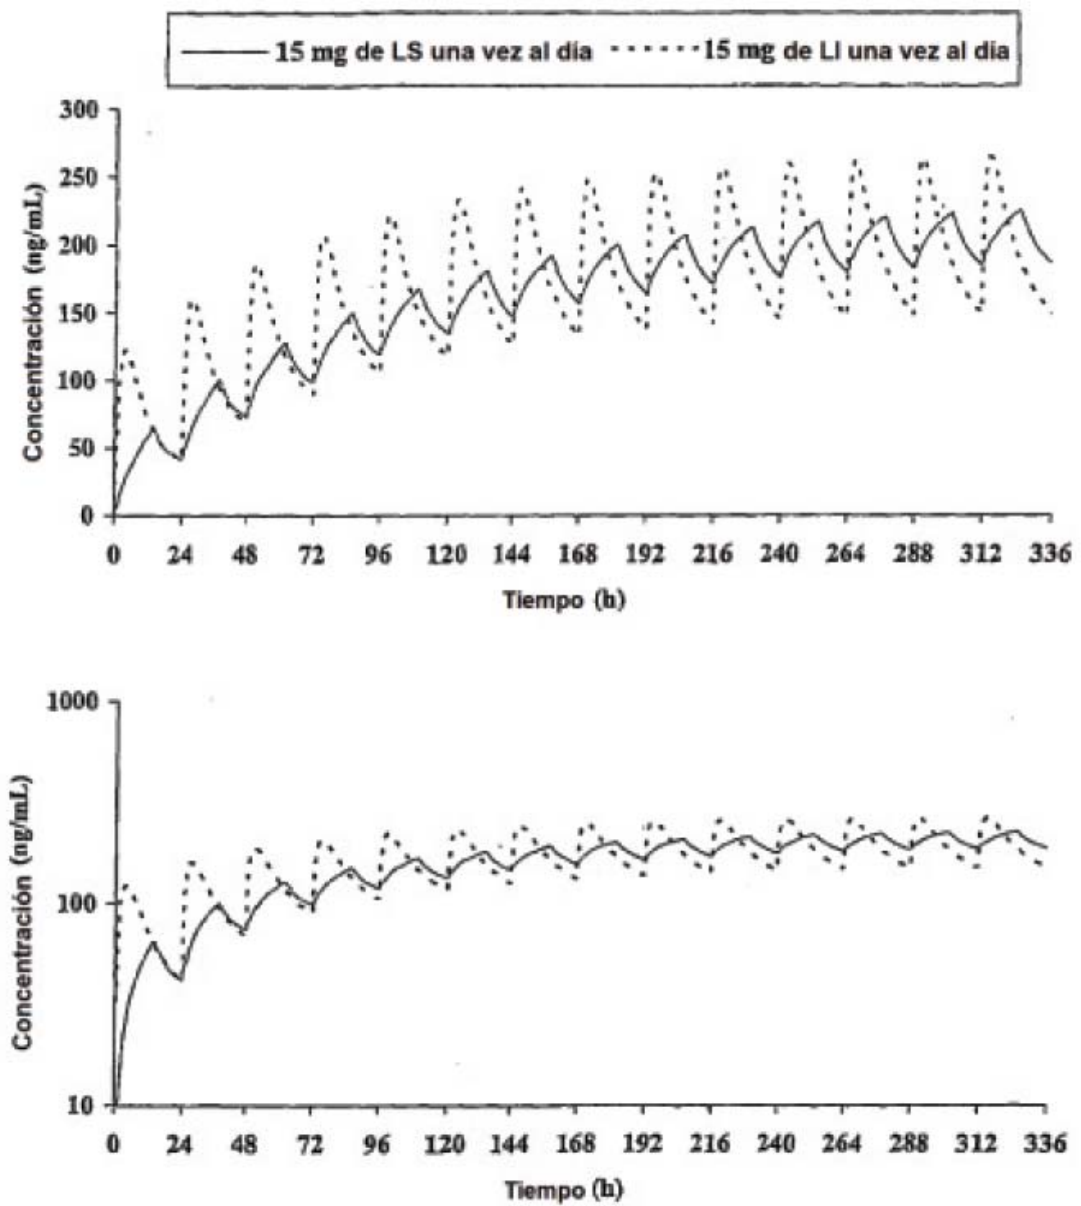 15 mg de LS una vez al día 15 mg de LI una vez al día
300
250
200
150
100
50
0
Concentración (ng/mL)
0 24 48 72 96 120 144 168 192 216 240 264 288 312 336
Tiempo (h)
1000
100
10
Concentración (ng/mL)
0 24 48 72 96 120 144 168 192 216 240 264 288 312 336
Tiempo (h)